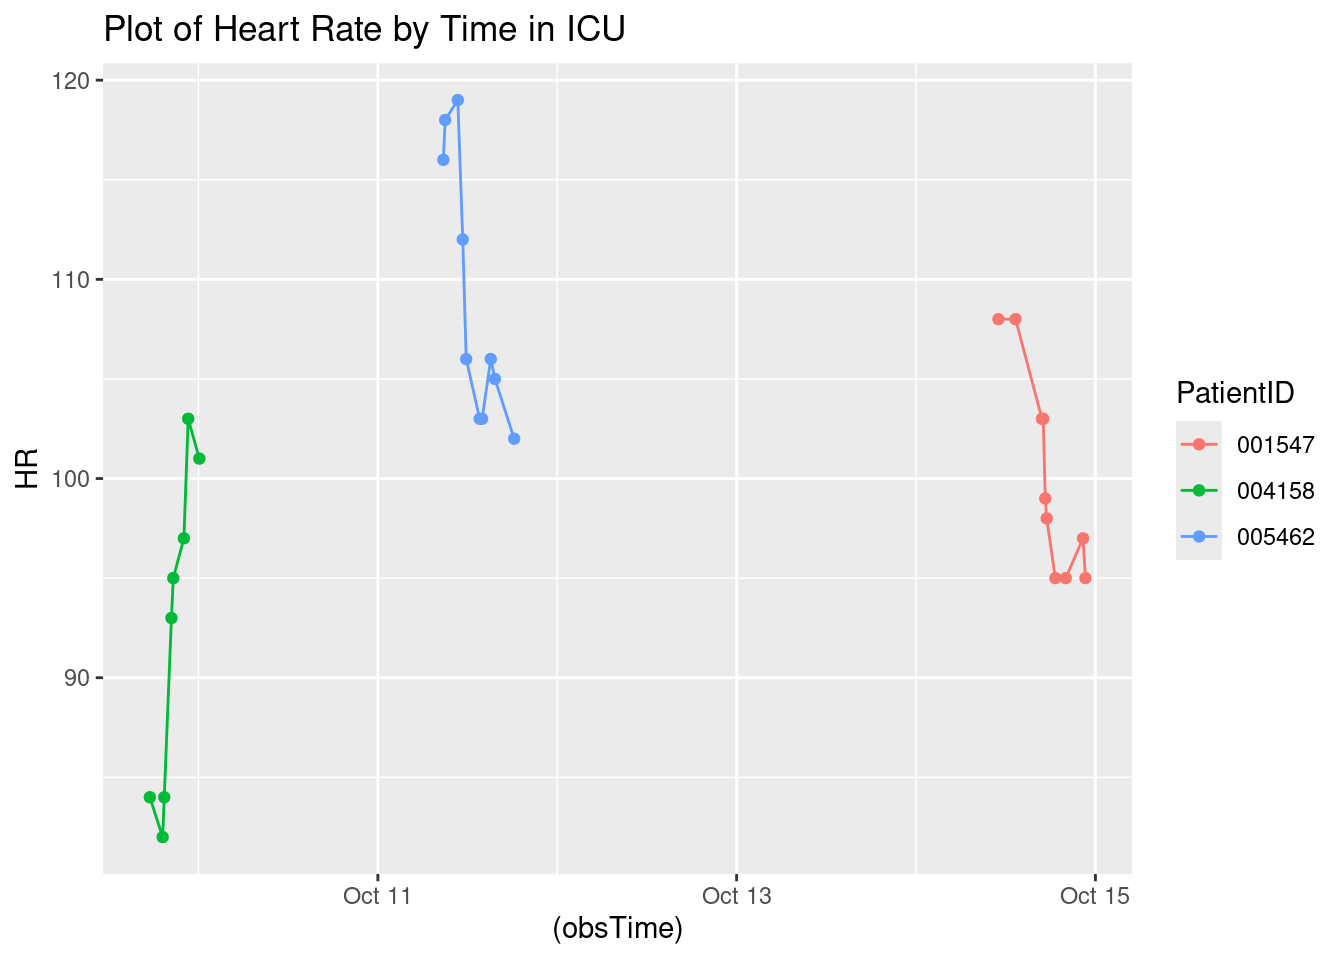 Plot of Heart Rate by Time in ICU
120
110
100
90
HR
Oct 11
Oct 13
Oct 15
(obsTime)
PatientID
001547
004158
005462